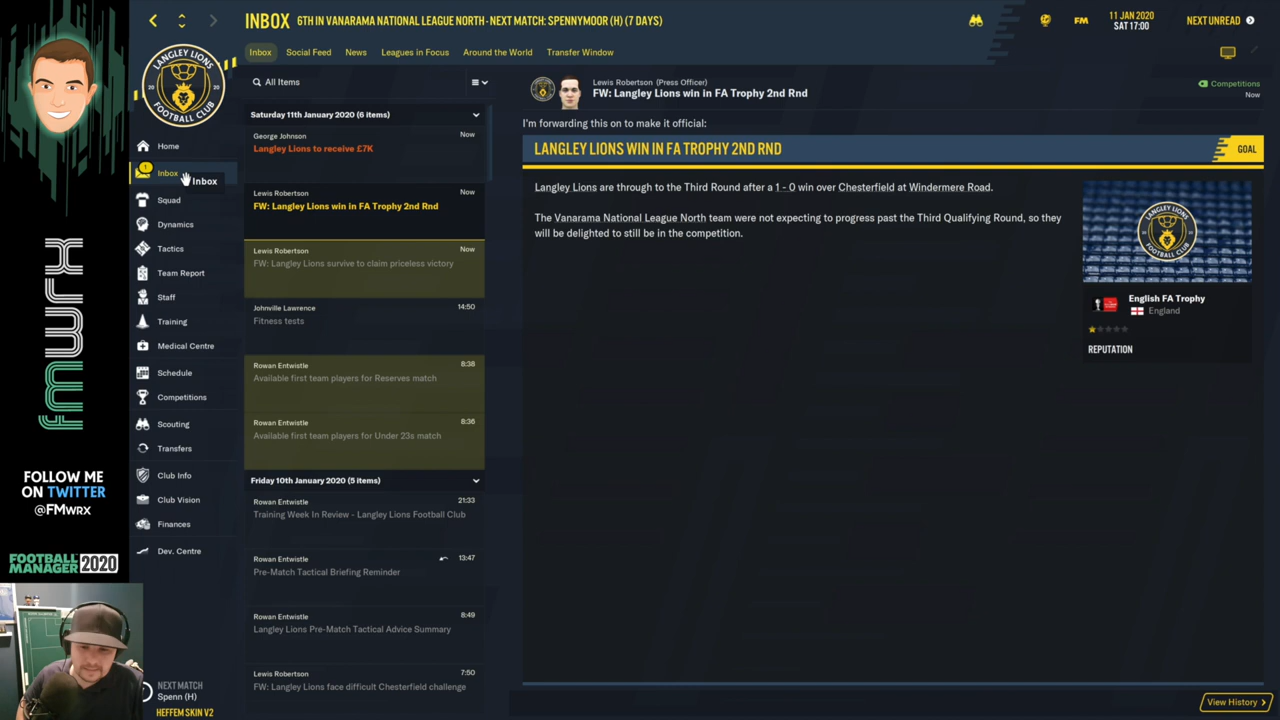 INBOX
6TH IN VANARAMA NATIONAL LEAGUE NORTH - NEXT MATCH: SPENNYMOOR (H) (7 DAYS)
FM
11 JAN 2020
SAT 17:00
NEXT UNREAD
Inbox
Social Feed
News
Leagues in Focus
Around the World
Transfer Window
LANGLEY LIONS
20
20
FOOTBALL CLUB
Home
1
Inbox
Inbox
Squad
Dynamics
Tactics
Team Report
Staff
Training
Medical Centre
Schedule
Competitions
Scouting
Transfers
Club Info
Club Vision
Finances
Dev. Centre
NEXT MATCH
Spenn (H)
HEFFEM SKIN V2
FMWRX
FOLLOW ME
ON TWITTER
@FMwrx
FOOTBALL MANAGER 2020
All Items
Saturday 11th January 2020 (6 items)
George Johnson
Now
Langley Lions to receive £7K
Lewis Robertson
Now
FW: Langley Lions win in FA Trophy 2nd Rnd
Lewis Robertson
Now
FW: Langley Lions survive to claim priceless victory
Johnville Lawrence
14:50
Fitness tests
Rowan Entwistle
8:38
Available first team players for Reserves match
Rowan Entwistle
8:36
Available first team players for Under 23s match
Friday 10th January 2020 (5 items)
Rowan Entwistle
21:33
Training Week In Review - Langley Lions Football Club
Rowan Entwistle
13:47
Pre-Match Tactical Briefing Reminder
Rowan Entwistle
8:49
Langley Lions Pre-Match Tactical Advice Summary
Lewis Robertson
7:50
FW: Langley Lions face difficult Chesterfield challenge
Lewis Robertson (Press Officer)
FW: Langley Lions win in FA Trophy 2nd Rnd
Competitions
Now
I'm forwarding this on to make it official:
LANGLEY LIONS WIN IN FA TROPHY 2ND RND
GOAL
Langley Lions are through to the Third Round after a 1 - 0 win over Chesterfield at Windermere Road.
The Vanarama National League North team were not expecting to progress past the Third Qualifying Round, so they
will be delighted to still be in the competition.
English FA Trophy
England
REPUTATION
View History